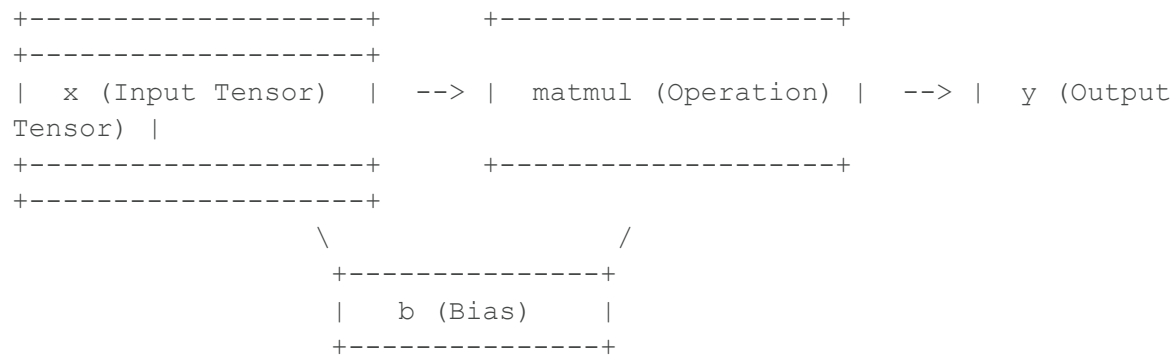 +--------------------+      +--------------------+
+--------------------+
|  x (Input Tensor)  |  --> |  matmul (Operation) |  --> |  y (Output
Tensor) |
+--------------------+      +--------------------+
+--------------------+
\                 /
+---------------+
|   b (Bias)    |
+---------------+